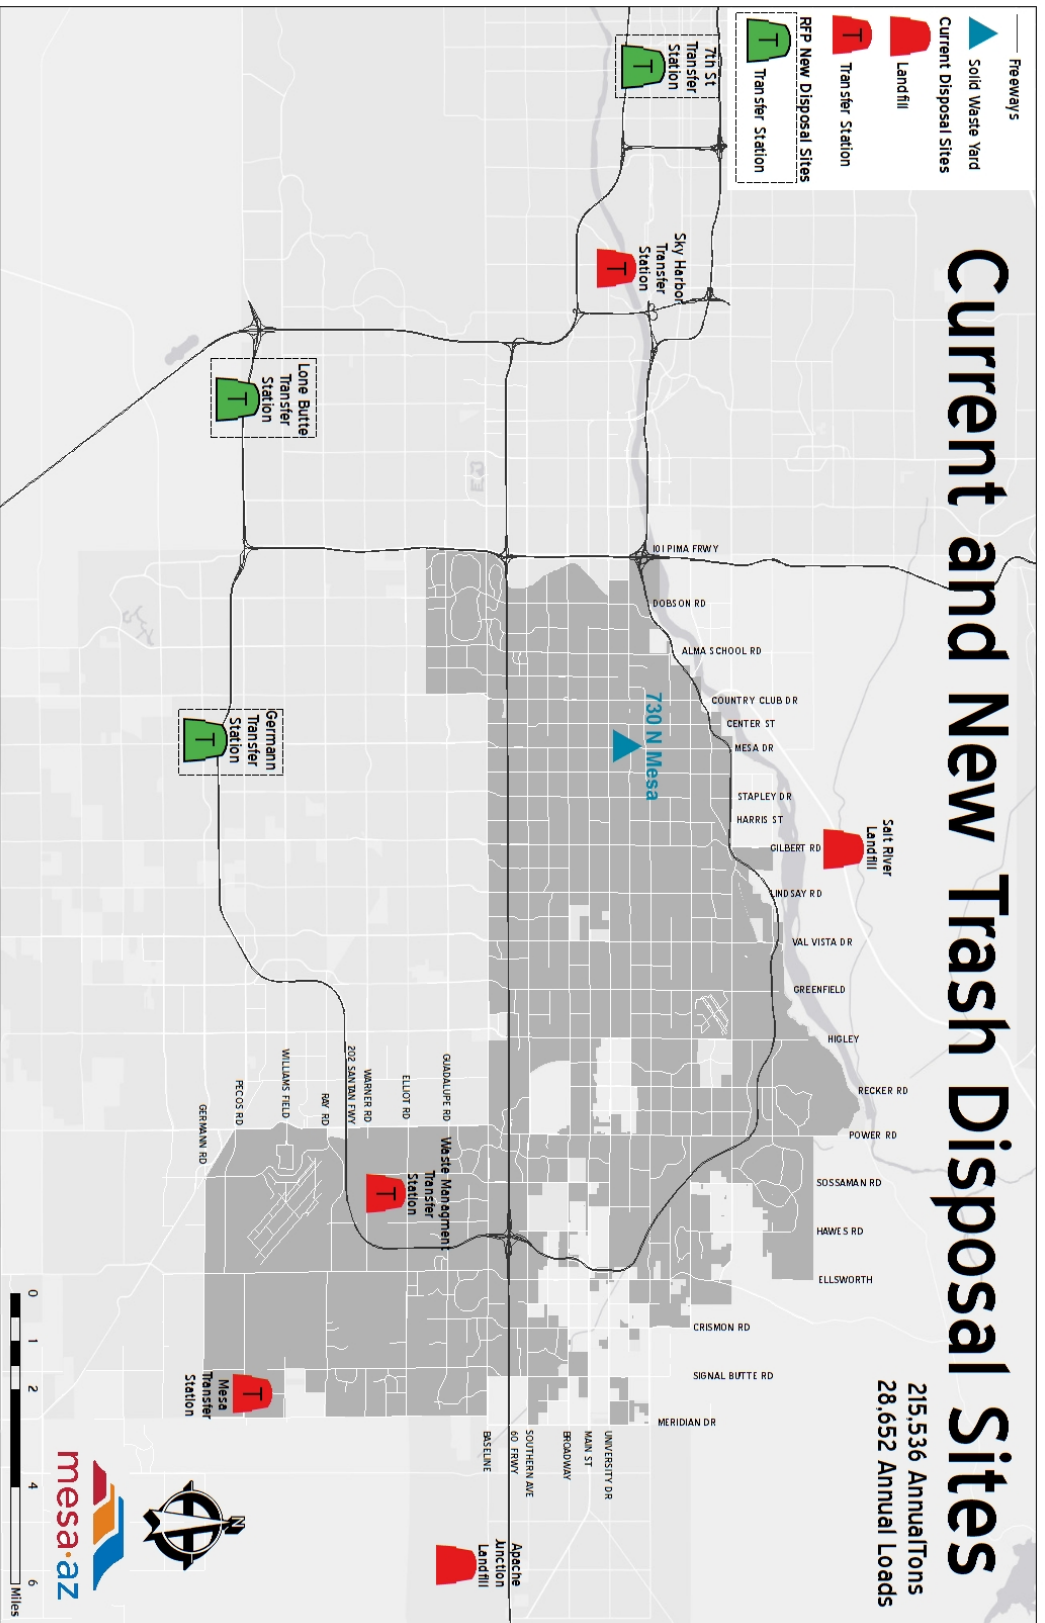 Current and New Trash Disposal Sites
215,536 AnnualTons
28,652 Annual Loads
Freeways
Solid Waste Yard
Current Disposal Sites
Landfill
T
Transfer Station
RFP New Disposal Sites
T
Transfer Station
7th St
Transfer
Station
T
Sky Harbor
Transfer
Station
T
Lone Butte
Transfer
Station
T
Germann
Transfer
Station
T
730 N Mesa
Salt River
Landfill
Waste Managment
Transfer
Station
T
Mesa
Transfer
Station
T
Apache
Junction
Landfill
101 PIMA FRWY
DOBSON RD
ALMA SCHOOL RD
COUNTRY CLUB DR
CENTER ST
MESA DR
STAPLEY DR
HARRIS ST
GILBERT RD
LINDSAY RD
VAL VISTA DR
GREENFIELD
HIGLEY
RECKER RD
POWER RD
SOSSAMAN RD
HAWES RD
ELLSWORTH
CRISMON RD
SIGNAL BUTTE RD
MERIDIAN DR
UNIVERSITY DR
MAIN ST
BROADWAY
SOUTHERN AVE
60 FRWY
BASELINE
GUADALUPE RD
ELLIOT RD
WARNER RD
202 SANTAN FWY
RAY RD
WILLIAMS FIELD
PECOS RD
GERMANN RD
N
mesa·az
0 1 2 4 6
Miles